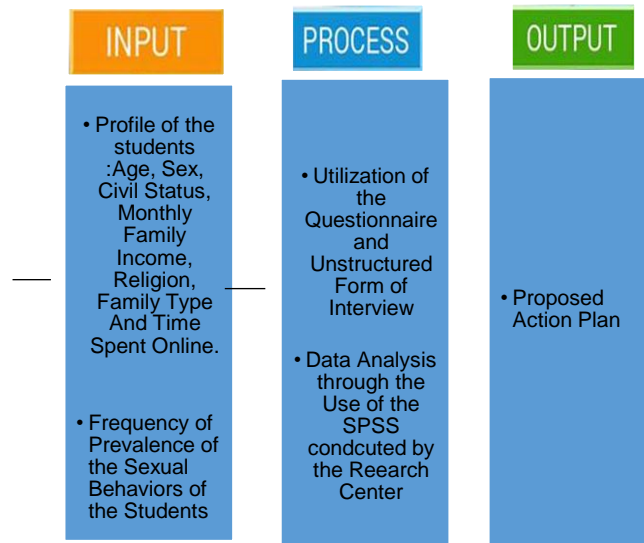 INPUT
• Profile of the
students
:Age, Sex,
Civil Status,
Monthly
Family
Income,
Religion,
Family Type
And Time
Spent Online.
• Frequency of
Prevalence of
the Sexual
Behaviors of
the Students
PROCESS
• Utilization of
the
Questionnaire
and
Unstructured
Form of
Interview
• Data Analysis
through the
Use of the
SPSS
condcuted by
the Reearch
Center
OUTPUT
• Proposed
Action Plan